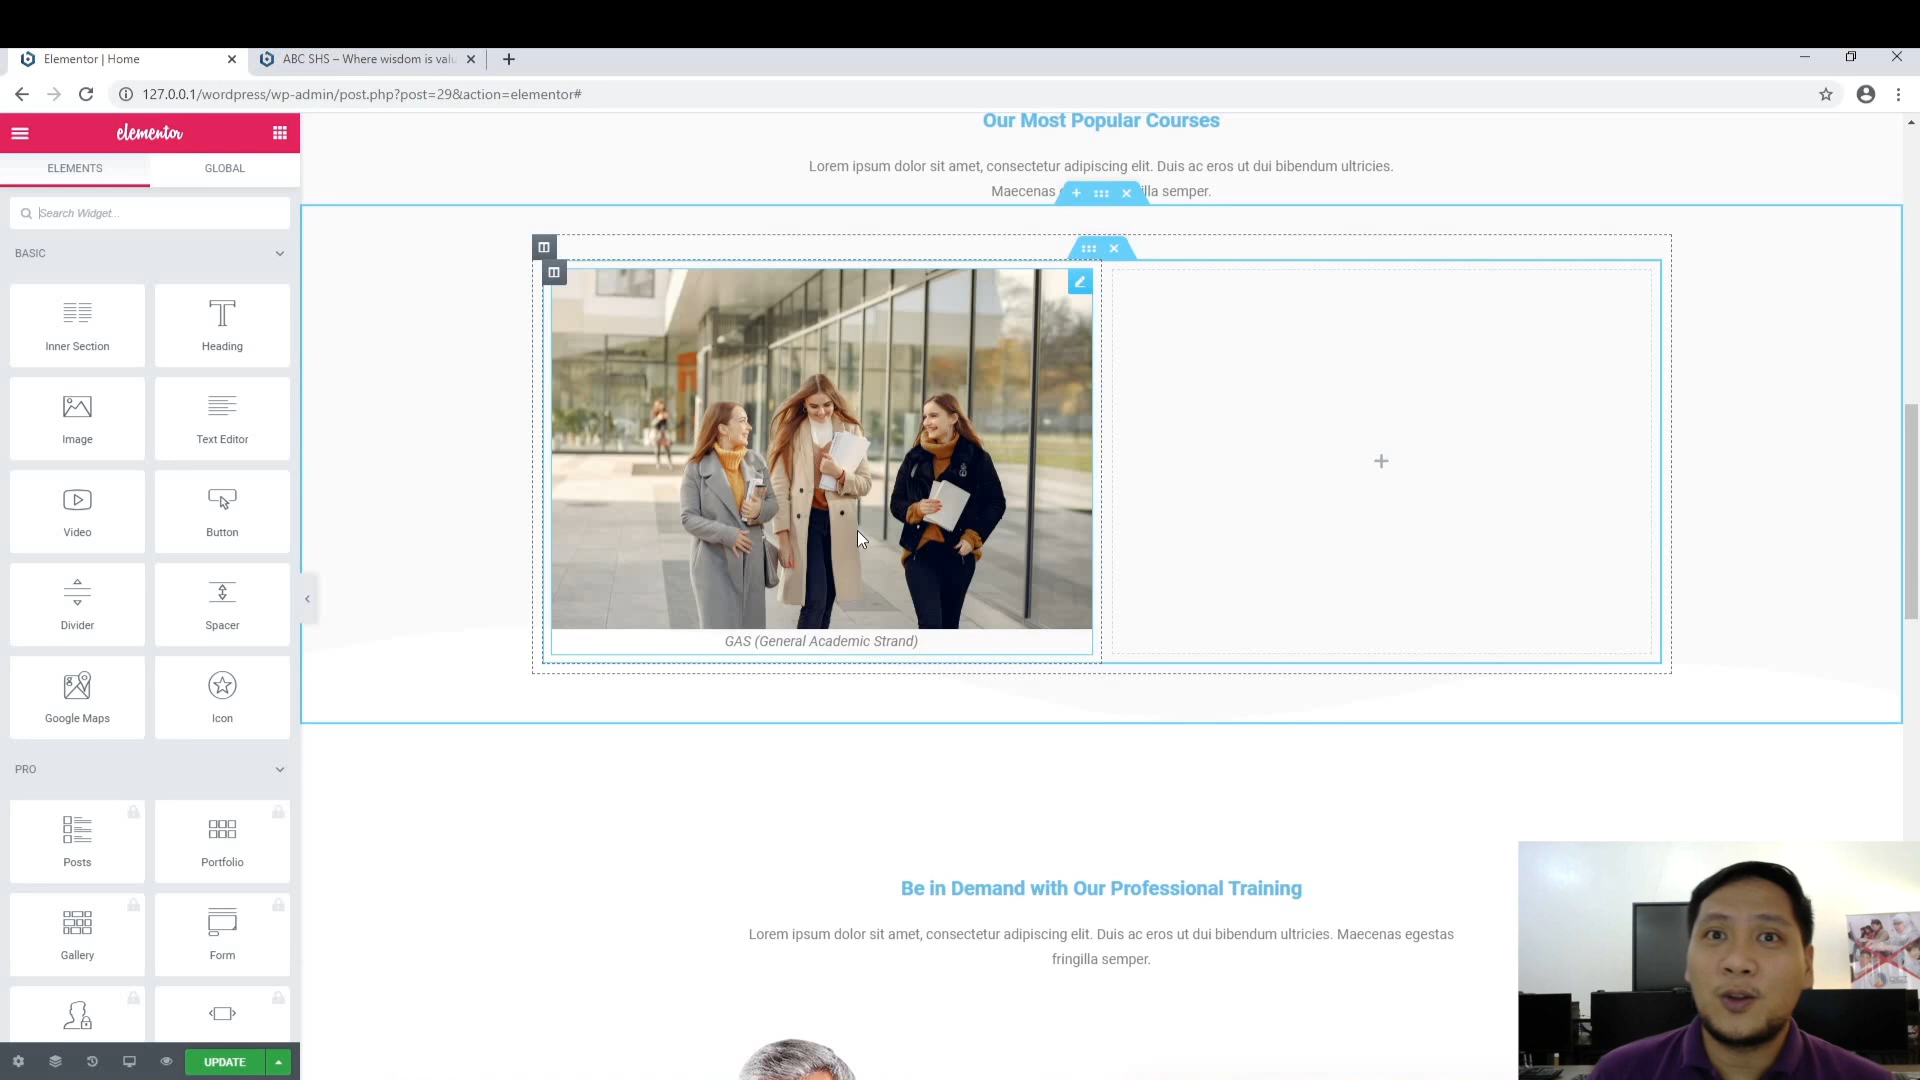 Elementor | Home
ABC SHS – Where wisdom is valu
127.0.0.1/wordpress/wp-admin/post.php?post=29&action=elementor#
elementor
ELEMENTS
GLOBAL
Search Widget...
BASIC
Inner Section
Heading
Image
Text Editor
Video
Button
Divider
Spacer
Google Maps
Icon
PRO
Posts
Portfolio
Gallery
Form
UPDATE
Our Most Popular Courses
Lorem ipsum dolor sit amet, consectetur adipiscing elit. Duis ac eros ut dui bibendum ultricies.
Maecenas illa semper.
GAS (General Academic Strand)
Be in Demand with Our Professional Training
Lorem ipsum dolor sit amet, consectetur adipiscing elit. Duis ac eros ut dui bibendum ultricies. Maecenas egestas
fringilla semper.